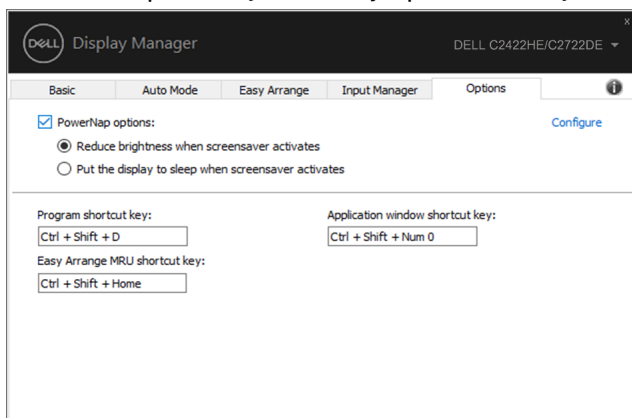 DELL Display Manager
x
DELL C2422HE/C2722DE
Basic Auto Mode Easy Arrange Input Manager Options
PowerNap options: Configure
Reduce brightness when screensaver activates
Put the display to sleep when screensaver activates
Program shortcut key: Application window shortcut key:
Ctrl + Shift + D Ctrl + Shift + Num 0
Easy Arrange MRU shortcut key:
Ctrl + Shift + Home